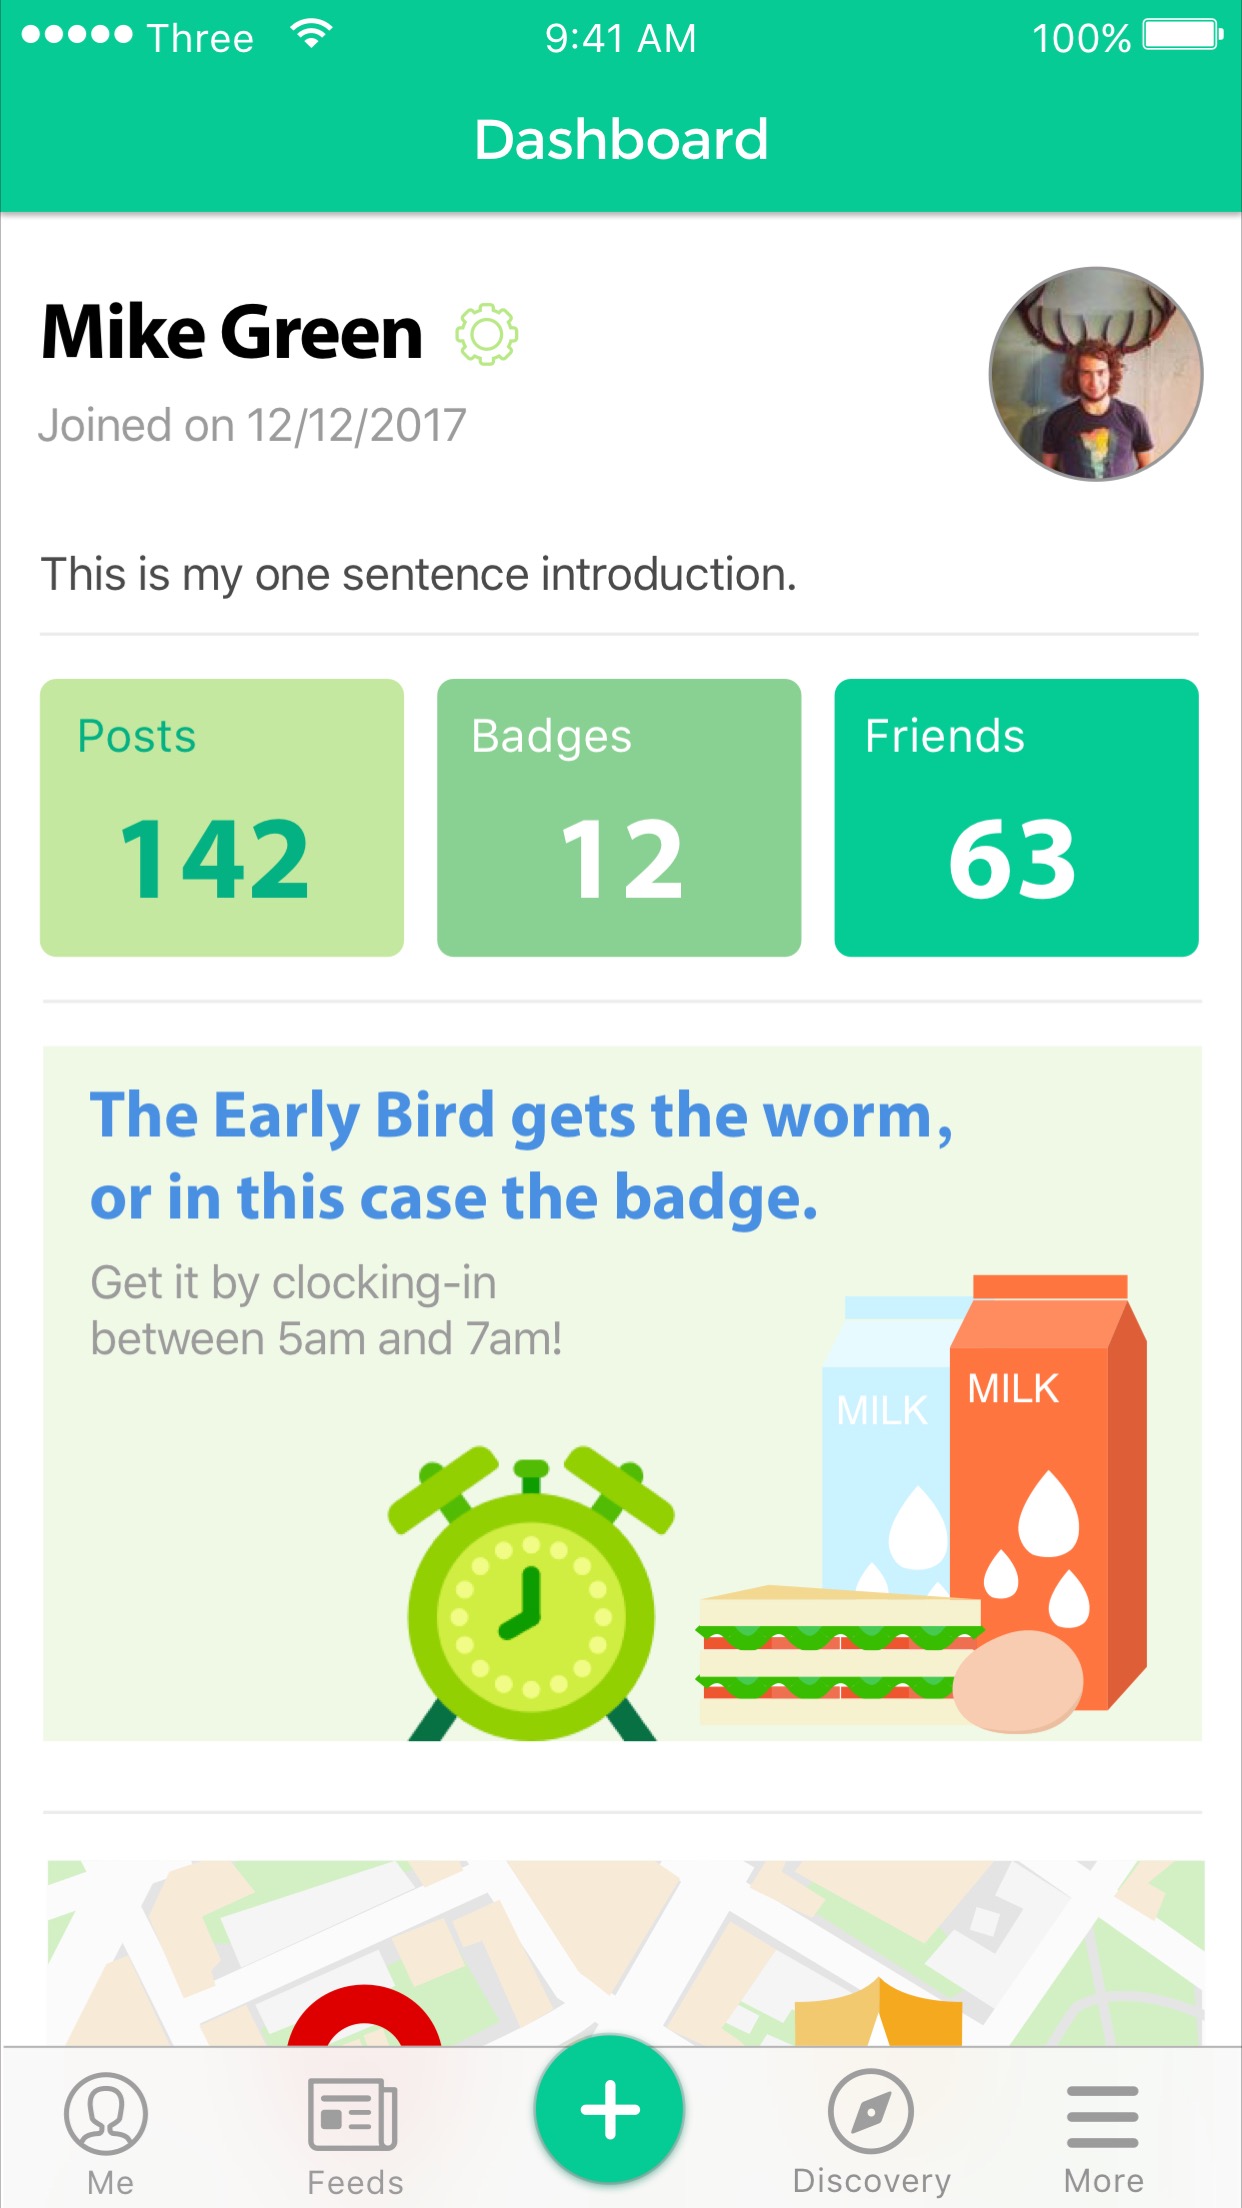 Three 9:41 AM 100%
Dashboard
Mike Green
Joined on 12/12/2017
This is my one sentence introduction.
Posts Badges Friends
142 12 63
The Early Bird gets the worm,
or in this case the badge.
Get it by clocking-in
between 5am and 7am!
MILK MILK
Me Feeds Discovery More